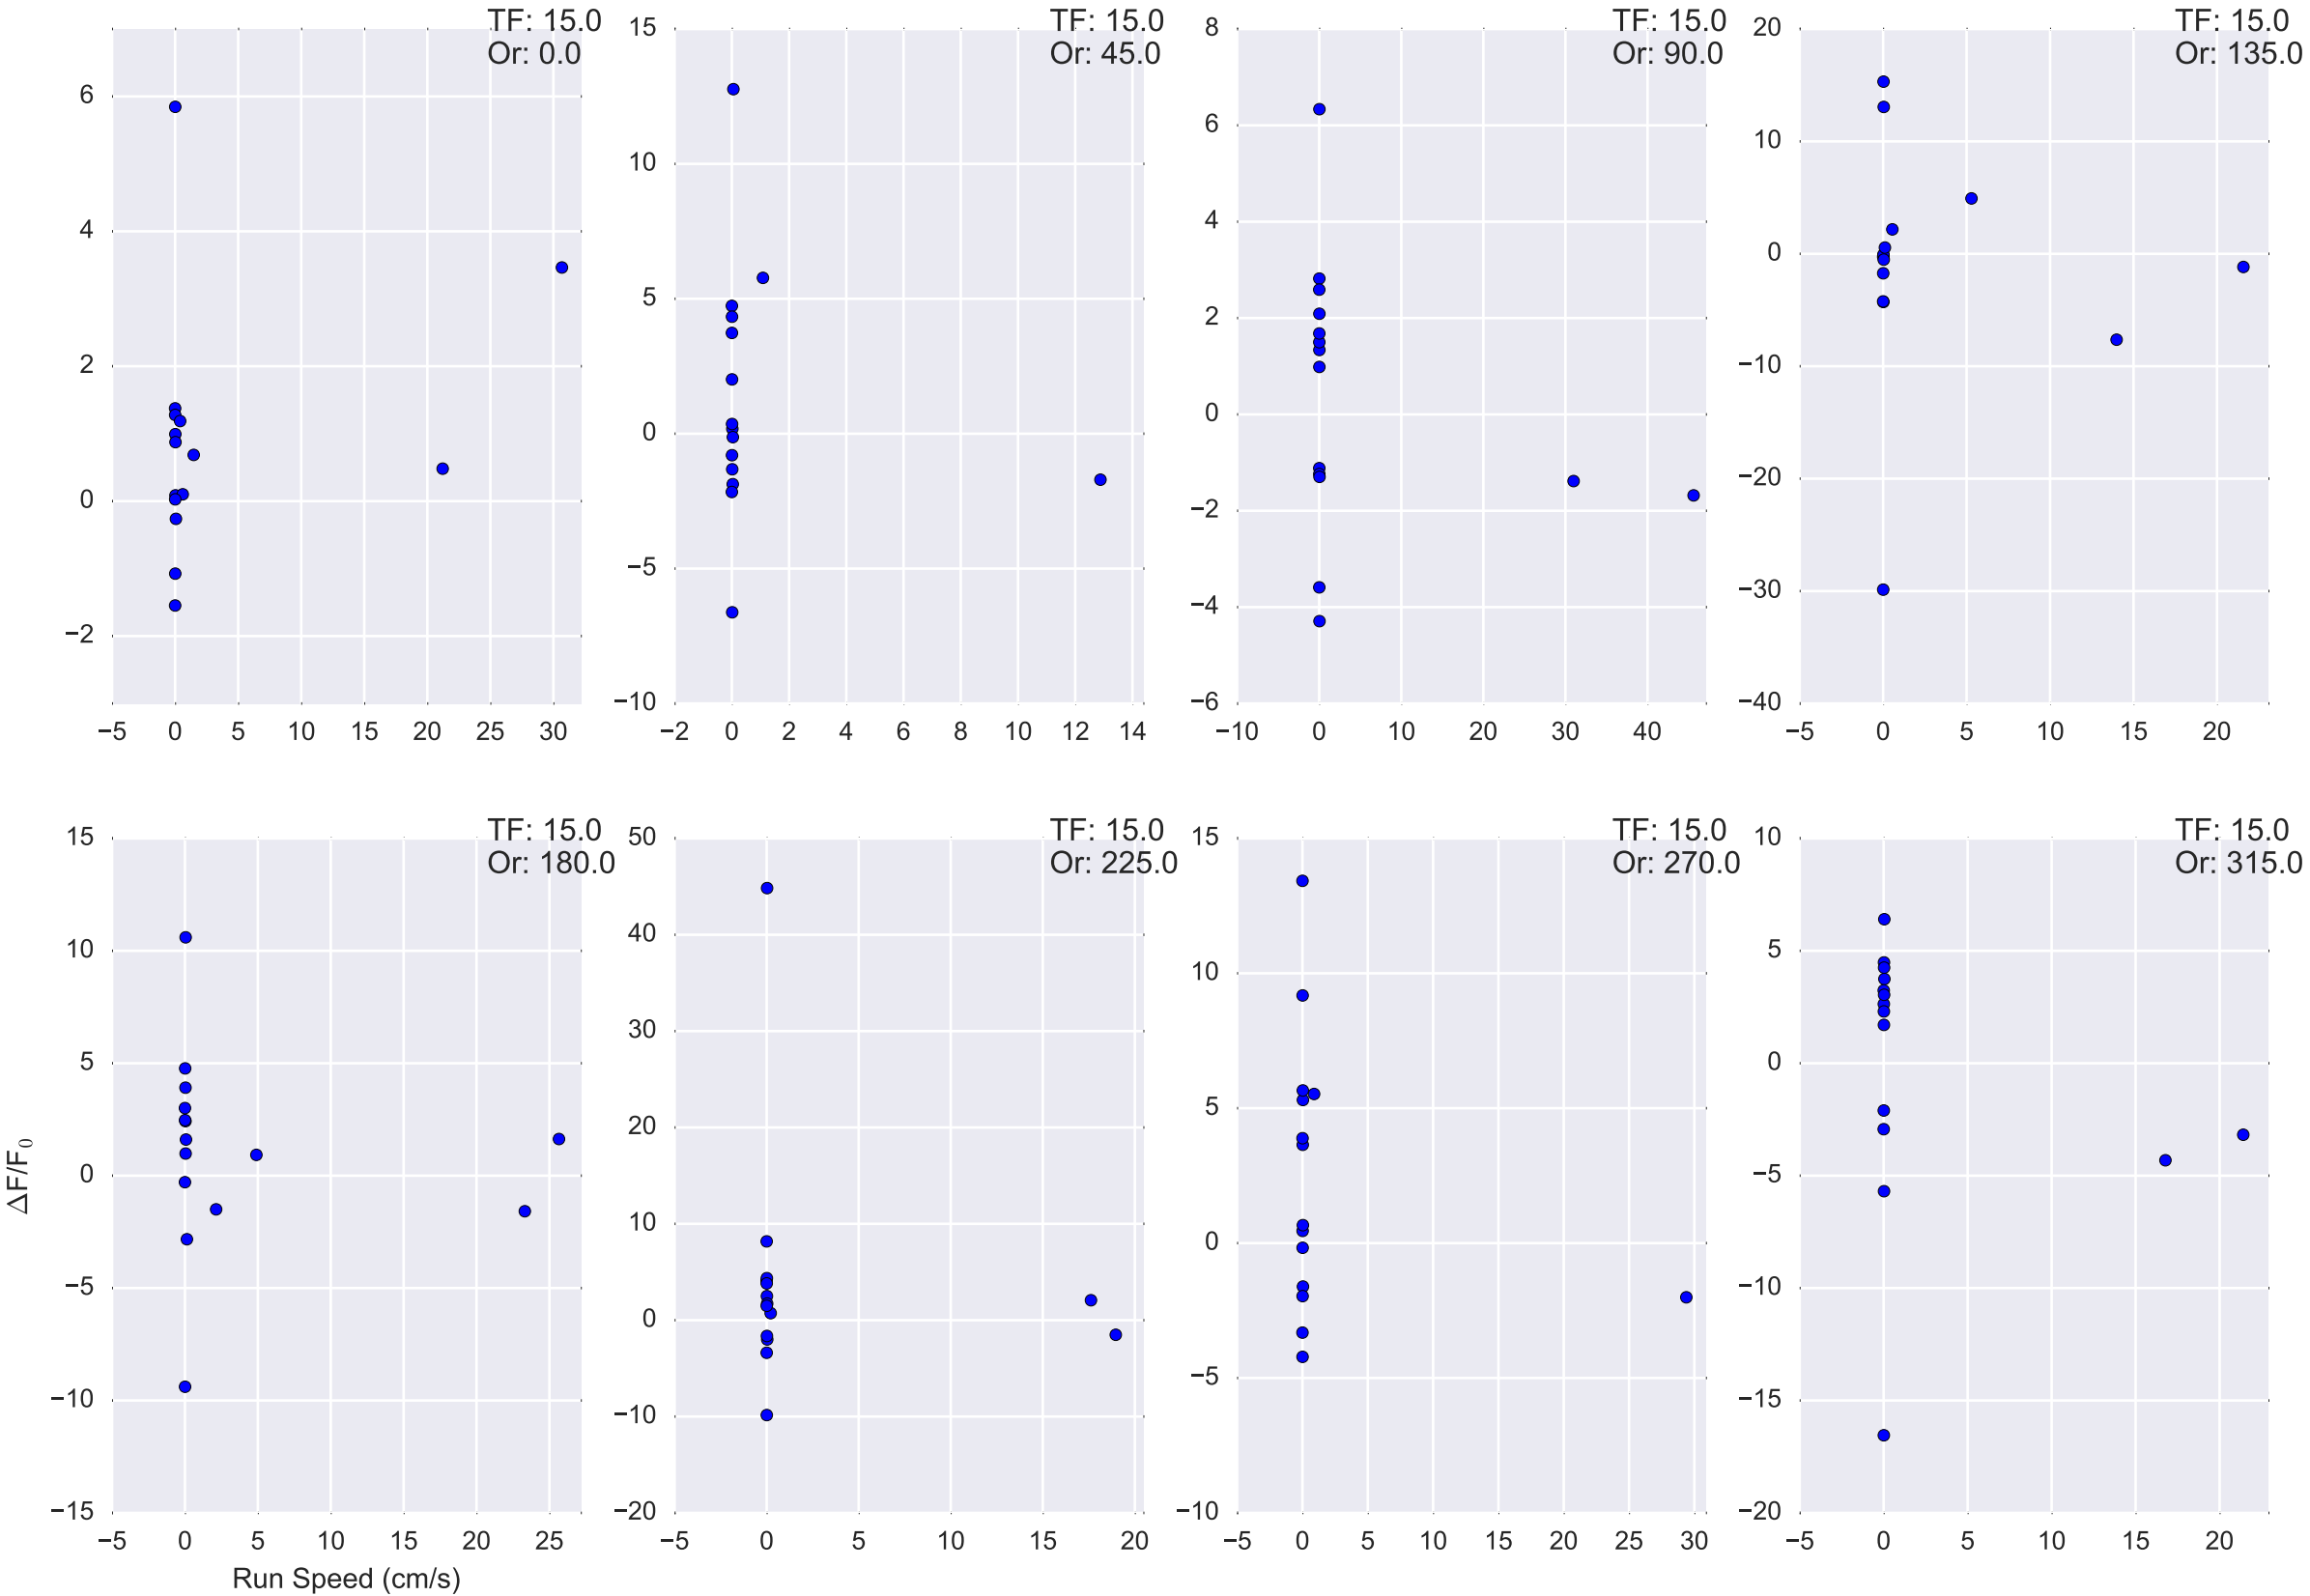 TF: 15.0
Or: 0.0
6
4
2
0
−2
−5 0 5 10 15 20 25 30
TF: 15.0
Or: 45.0
15
10
5
0
−5
−10
−2 0 2 4 6 8 10 12 14
TF: 15.0
Or: 90.0
8
6
4
2
0
−2
−4
−6
−10 0 10 20 30 40
TF: 15.0
Or: 135.0
20
10
0
−10
−20
−30
−40
−5 0 5 10 15 20
TF: 15.0
Or: 180.0
15
10
5
0
−5
−10
−15
−5 0 5 10 15 20 25
Run Speed (cm/s)
ΔF/F₀
TF: 15.0
Or: 225.0
50
40
30
20
10
0
−10
−20
−5 0 5 10 15 20
TF: 15.0
Or: 270.0
15
10
5
0
−5
−10
−5 0 5 10 15 20 25 30
TF: 15.0
Or: 315.0
10
5
0
−5
−10
−15
−20
−5 0 5 10 15 20